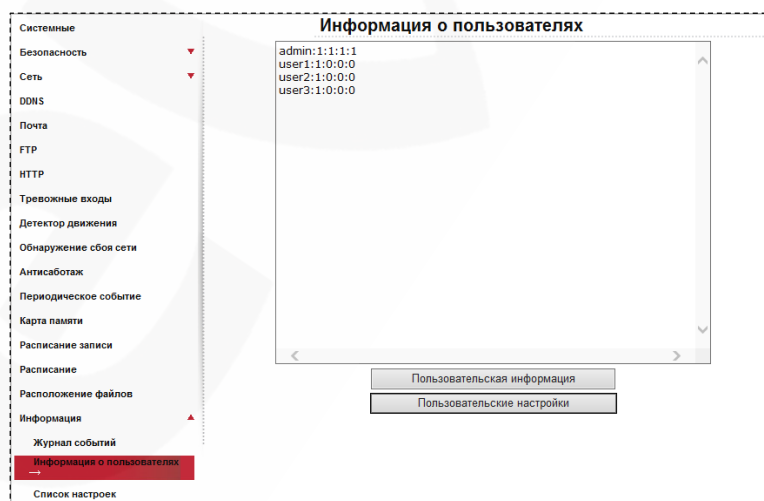 Информация о пользователях
Системные
Безопасность
Сеть
DDNS
Почта
FTP
HTTP
Тревожные входы
Детектор движения
Обнаружение сбоя сети
Антисаботаж
Периодическое событие
Карта памяти
Расписание записи
Расписание
Расположение файлов
Информация
Журнал событий
Информация о пользователях
Список настроек
admin:1:1:1:1
user1:1:0:0:0
user2:1:0:0:0
user3:1:0:0:0
Пользовательская информация
Пользовательские настройки